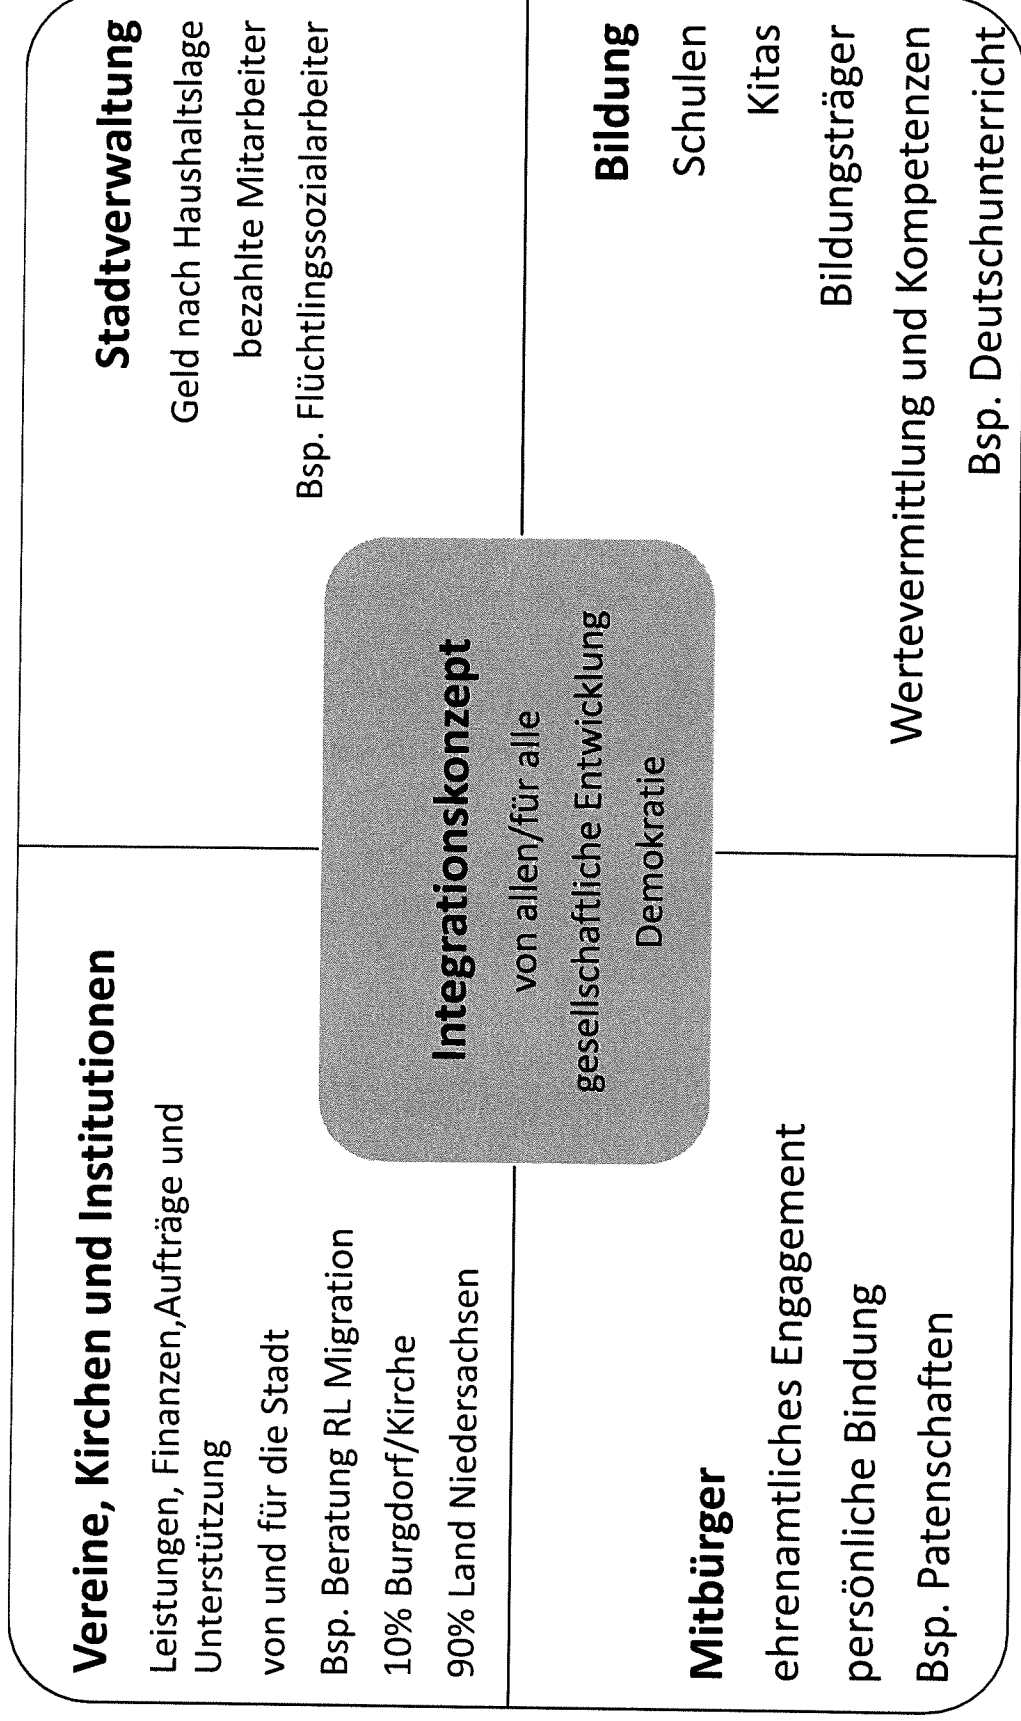 Vereine, Kirchen und Institutionen
Leistungen, Finanzen,Aufträge und
Unterstützung
von und für die Stadt
Bsp. Beratung RL Migration
10% Burgdorf/Kirche
90% Land Niedersachsen
Stadtverwaltung
Geld nach Haushaltslage
bezahlte Mitarbeiter
Bsp. Flüchtlingssozialarbeiter
Integrationskonzept
von allen/für alle
gesellschaftliche Entwicklung
Demokratie
Mitbürger
ehrenamtliches Engagement
persönliche Bindung
Bsp. Patenschaften
Bildung
Schulen
Kitas
Bildungsträger
Wertevermittlung und Kompetenzen
Bsp. Deutschunterricht